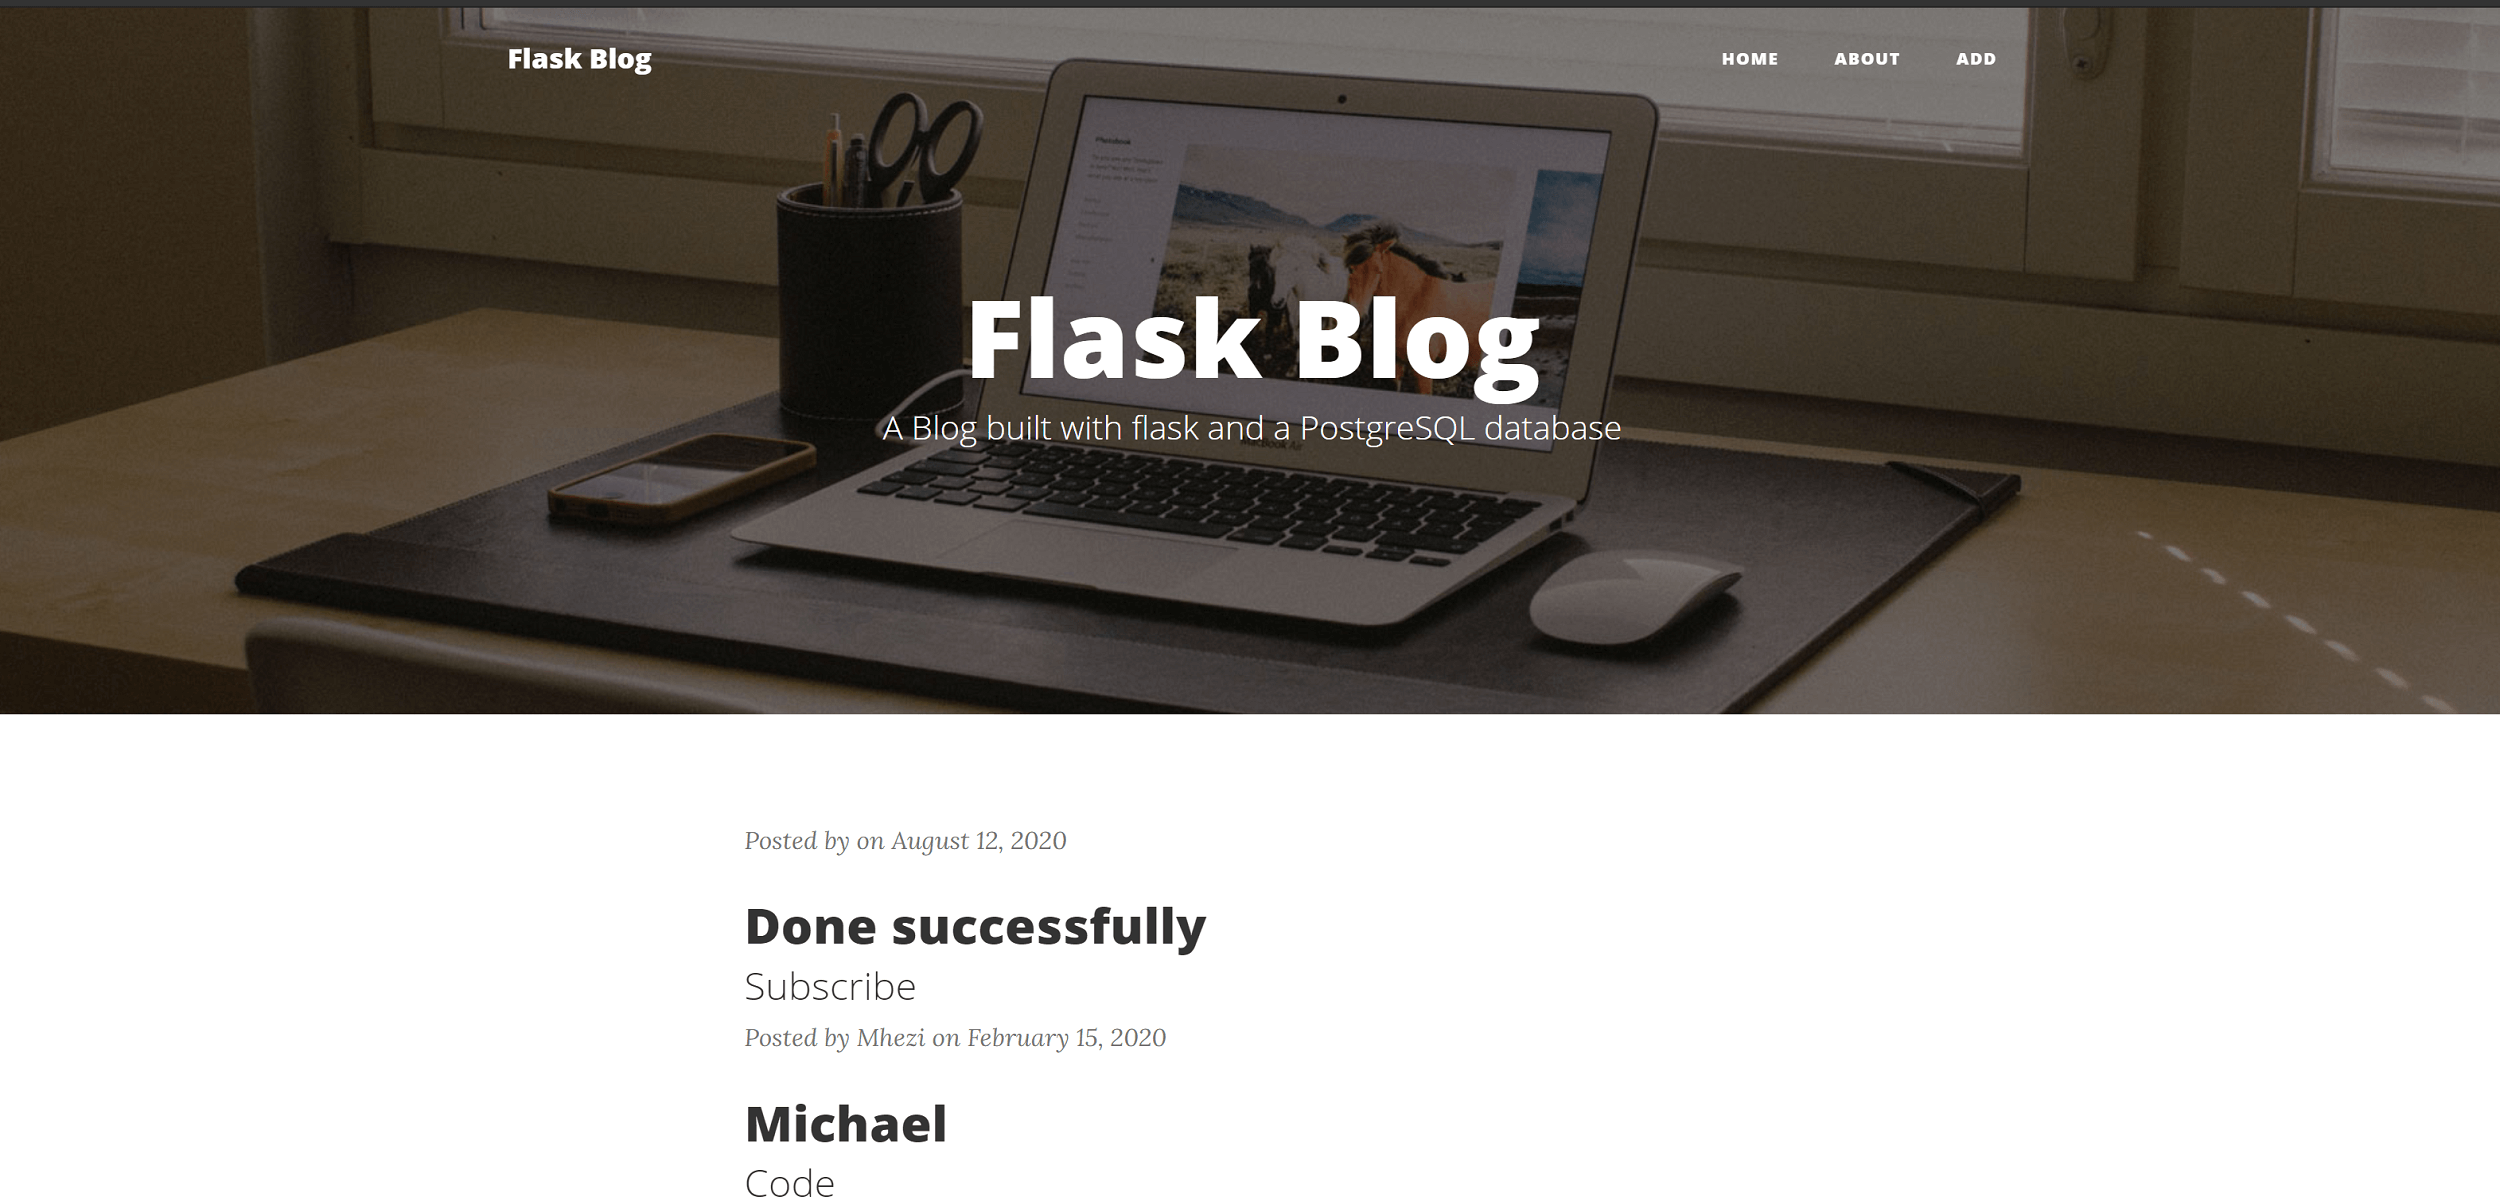 Flask Blog
HOME ABOUT ADD
Flask Blog
A Blog built with flask and a PostgreSQL database
Posted by on August 12, 2020
Done successfully
Subscribe
Posted by Mhezi on February 15, 2020
Michael
Code